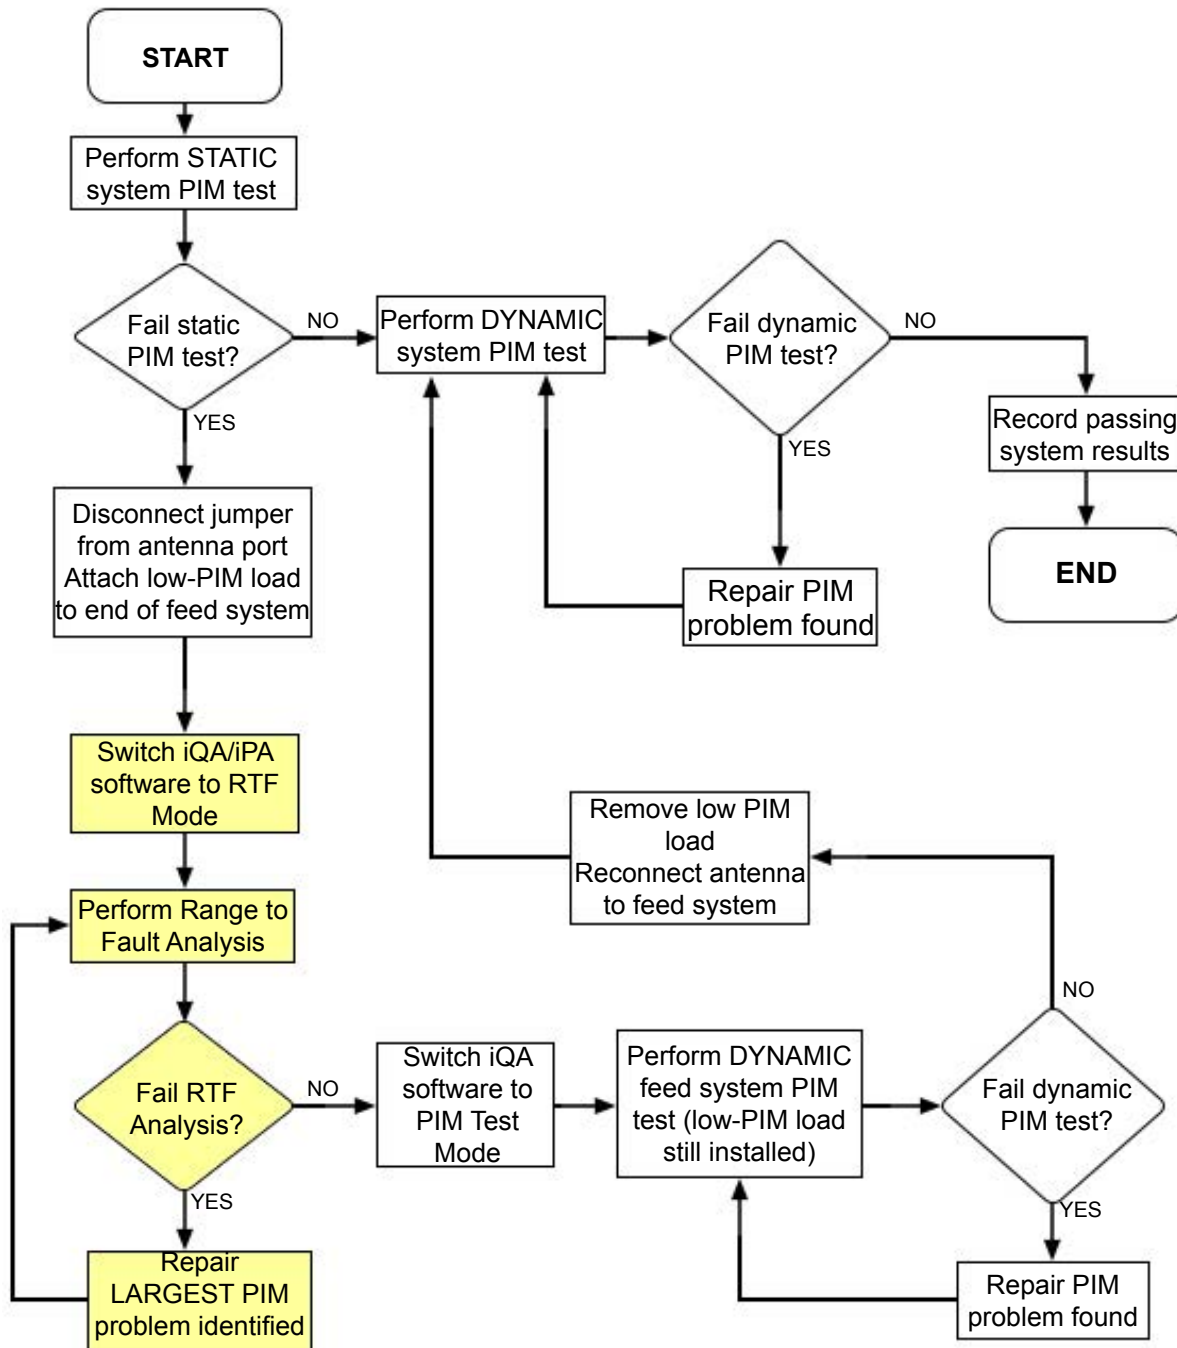 START
Perform STATIC
system PIM test
Fail static
PIM test?
NO
YES
Perform DYNAMIC
system PIM test
Fail dynamic
PIM test?
NO
YES
Record passing
system results
END
Repair PIM
problem found
Disconnect jumper
from antenna port
Attach low-PIM load
to end of feed system
Switch iQA/iPA
software to RTF
Mode
Perform Range to
Fault Analysis
Fail RTF
Analysis?
NO
YES
Repair
LARGEST PIM
problem identified
Switch iQA
software to
PIM Test
Mode
Perform DYNAMIC
feed system PIM
test (low-PIM load
still installed)
Fail dynamic
PIM test?
NO
YES
Repair PIM
problem found
Remove low PIM
load
Reconnect antenna
to feed system